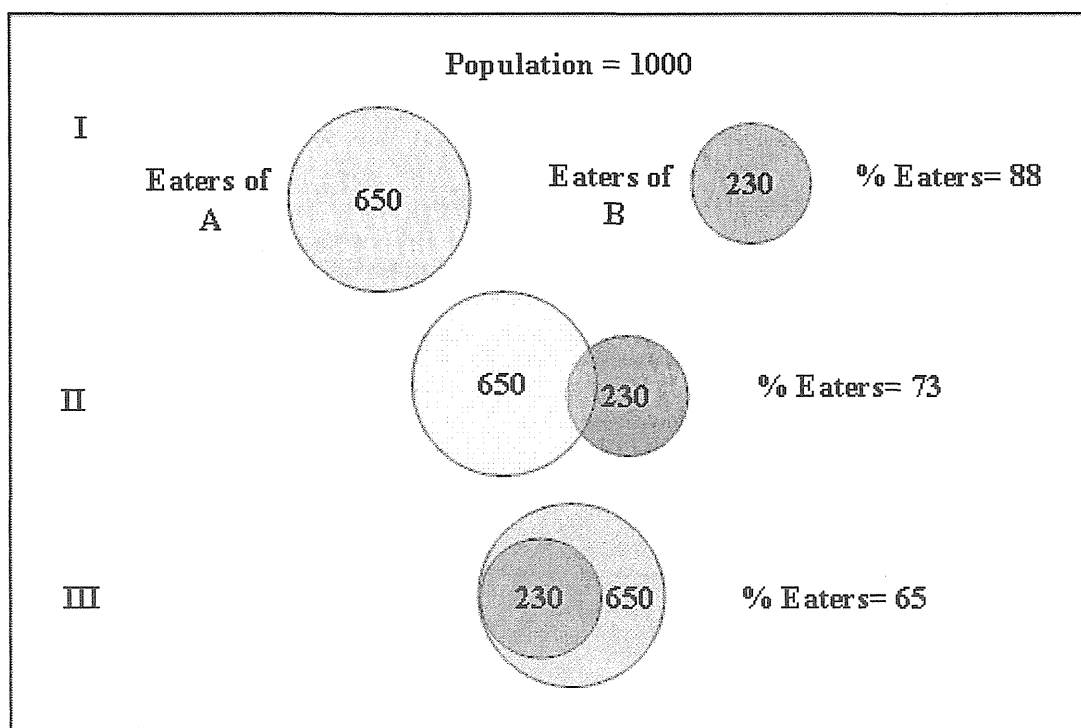 Population = 1000
I
Eaters of
A
650
Eaters of
B
230
% Eaters= 88
II
650
230
% Eaters= 73
III
230
650
% Eaters= 65